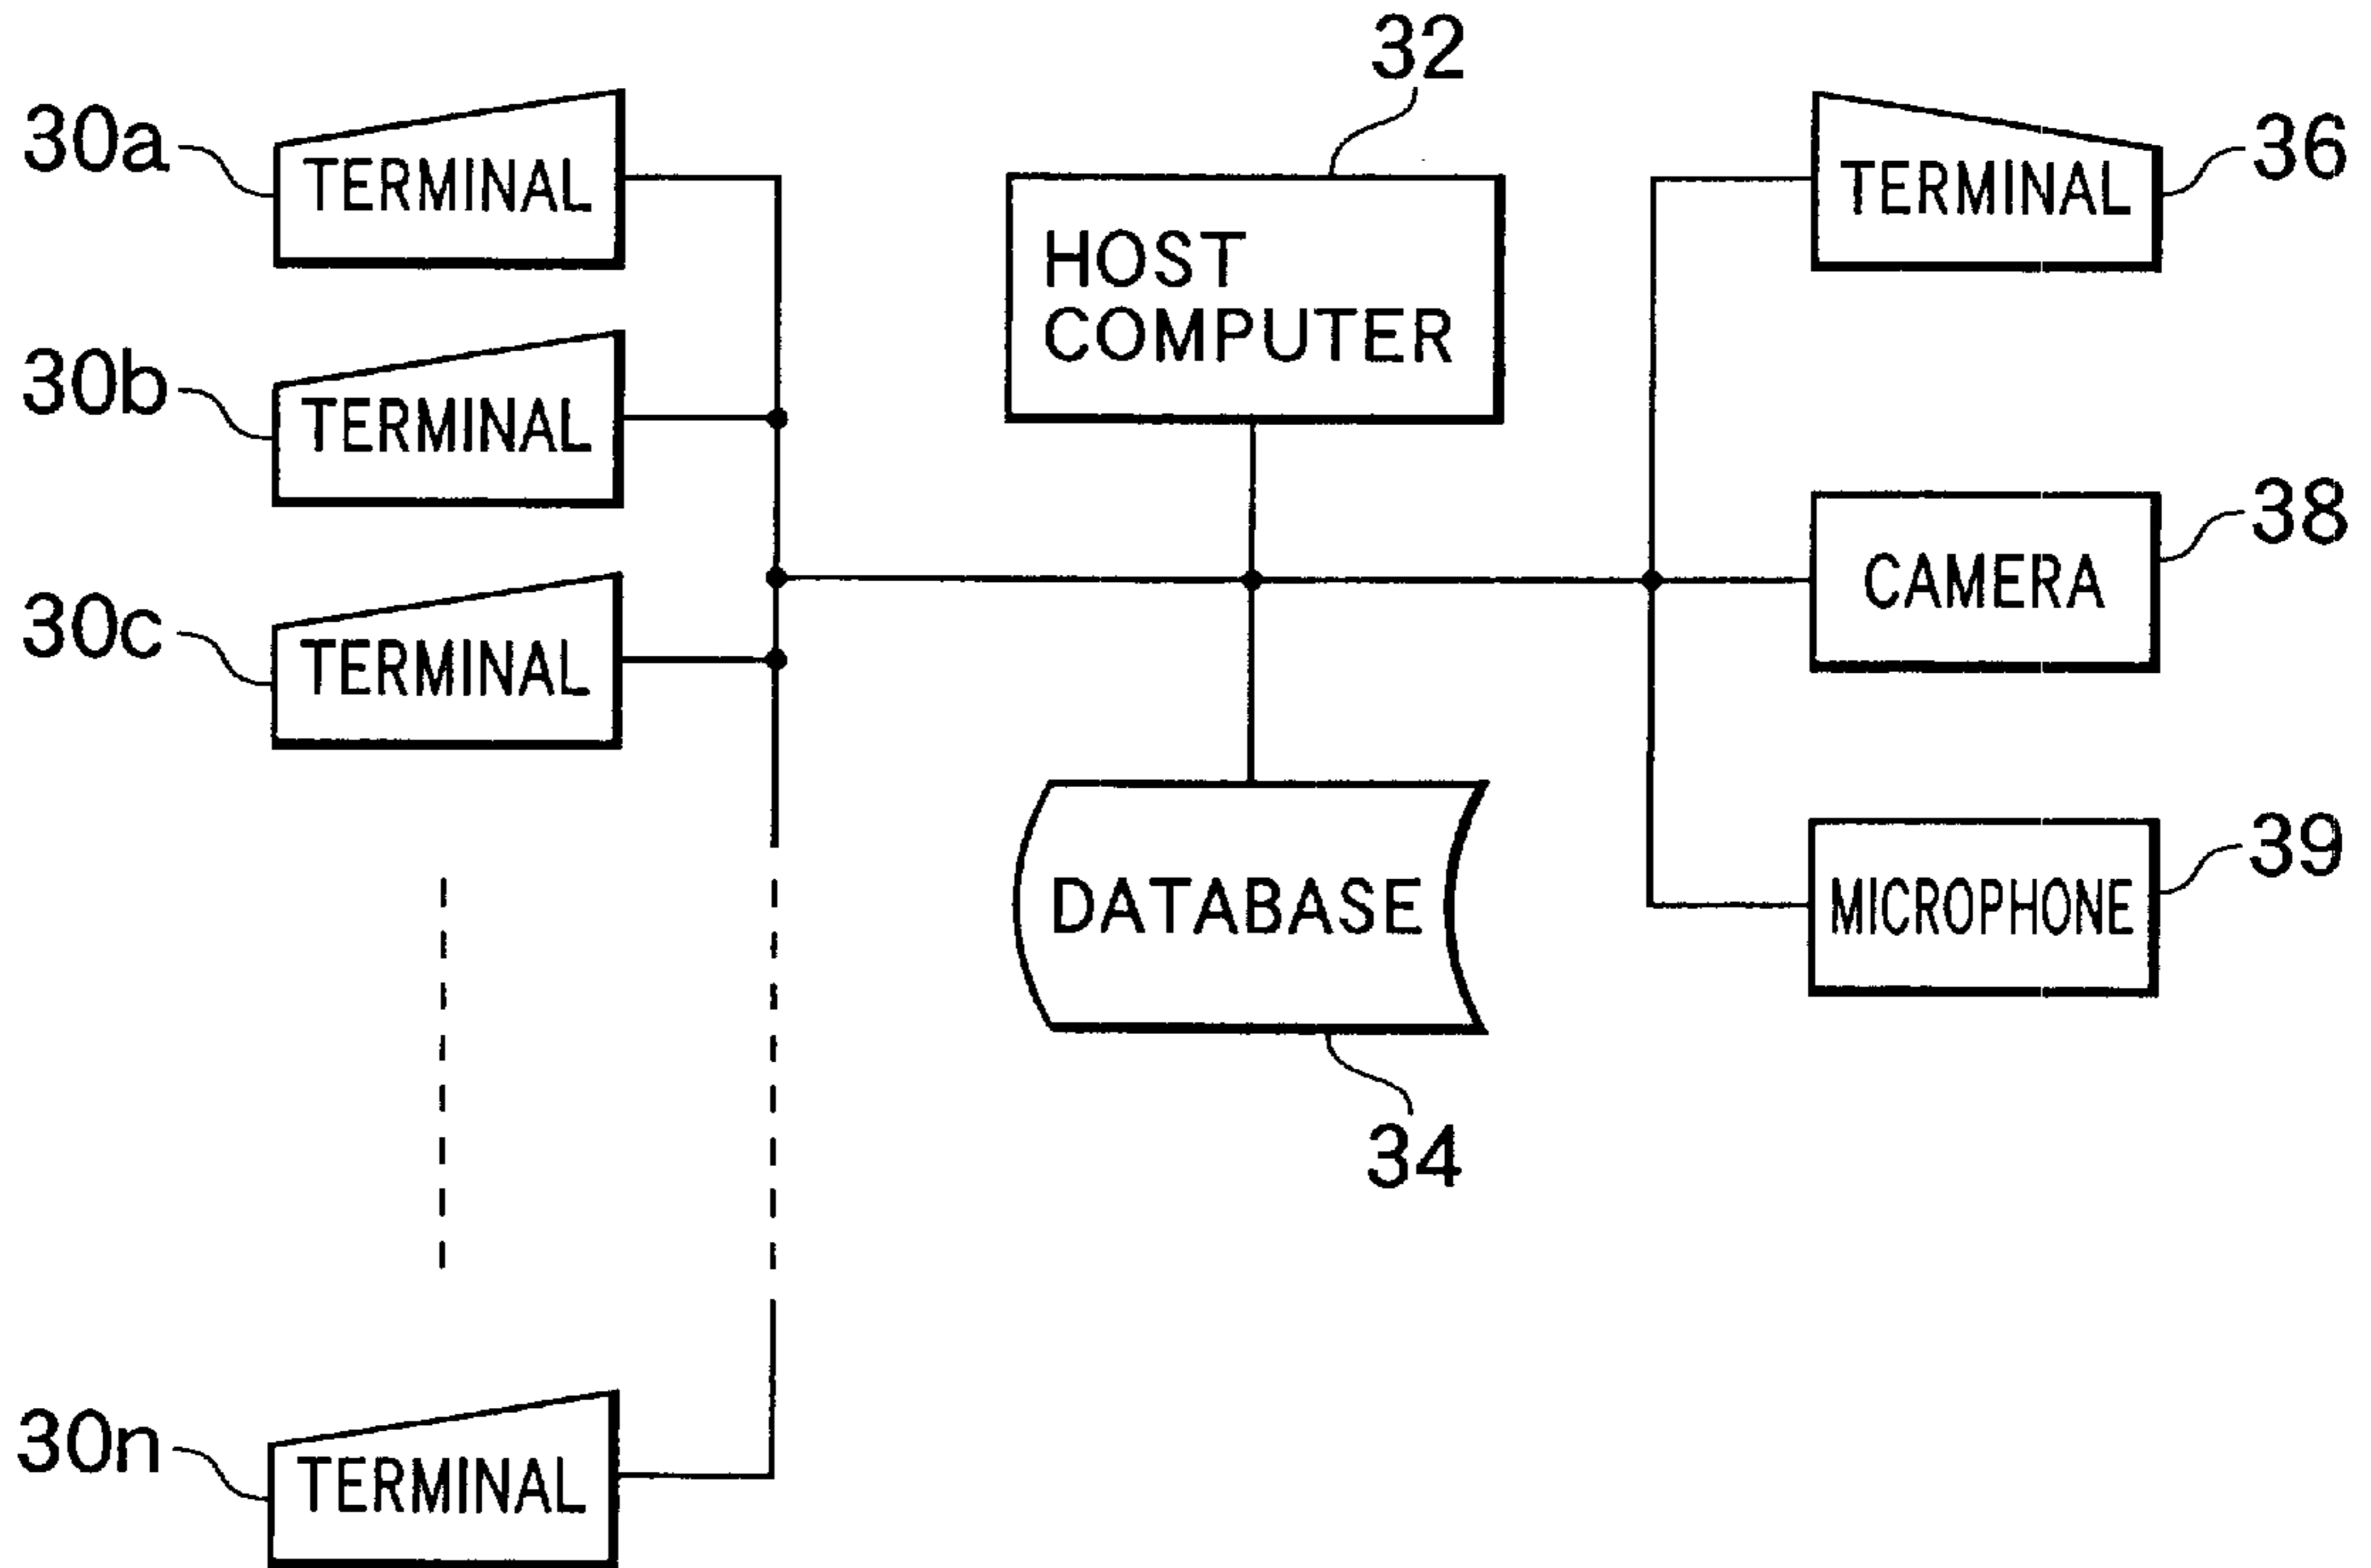 32
30a
TERMINAL
TERMINAL
36
HOST
COMPUTER
30b
TERMINAL
38
CAMERA
30c
TERMINAL
39
DATABASE
MICROPHONE
34
30n
TERMINAL